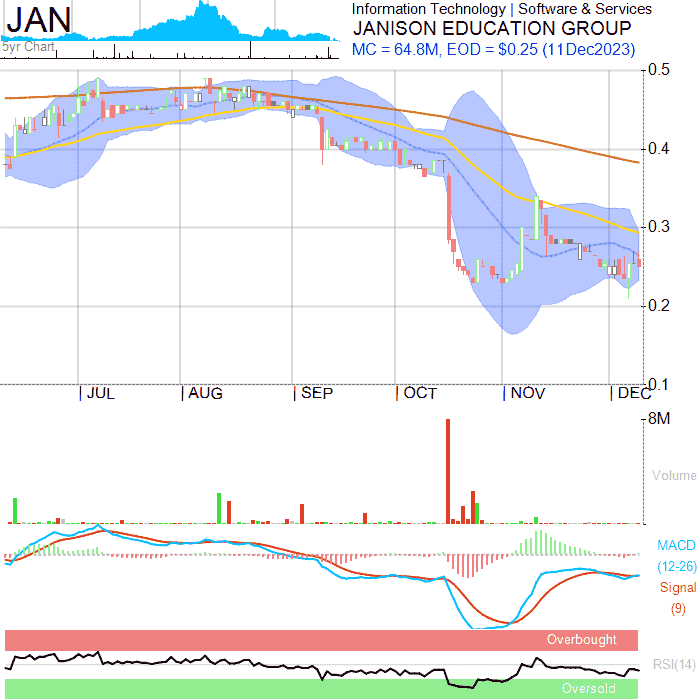 JAN
5yr Chart
Information Technology | Software & Services
JANISON EDUCATION GROUP
MC = 64.8M, EOD = $0.25 (11Dec2023)
0.5
0.4
0.3
0.2
0.1
| JUL | AUG | SEP | OCT | NOV | DEC
8M
Volume
MACD
(12-26)
Signal
(9)
Overbought
RSI(14)
Oversold